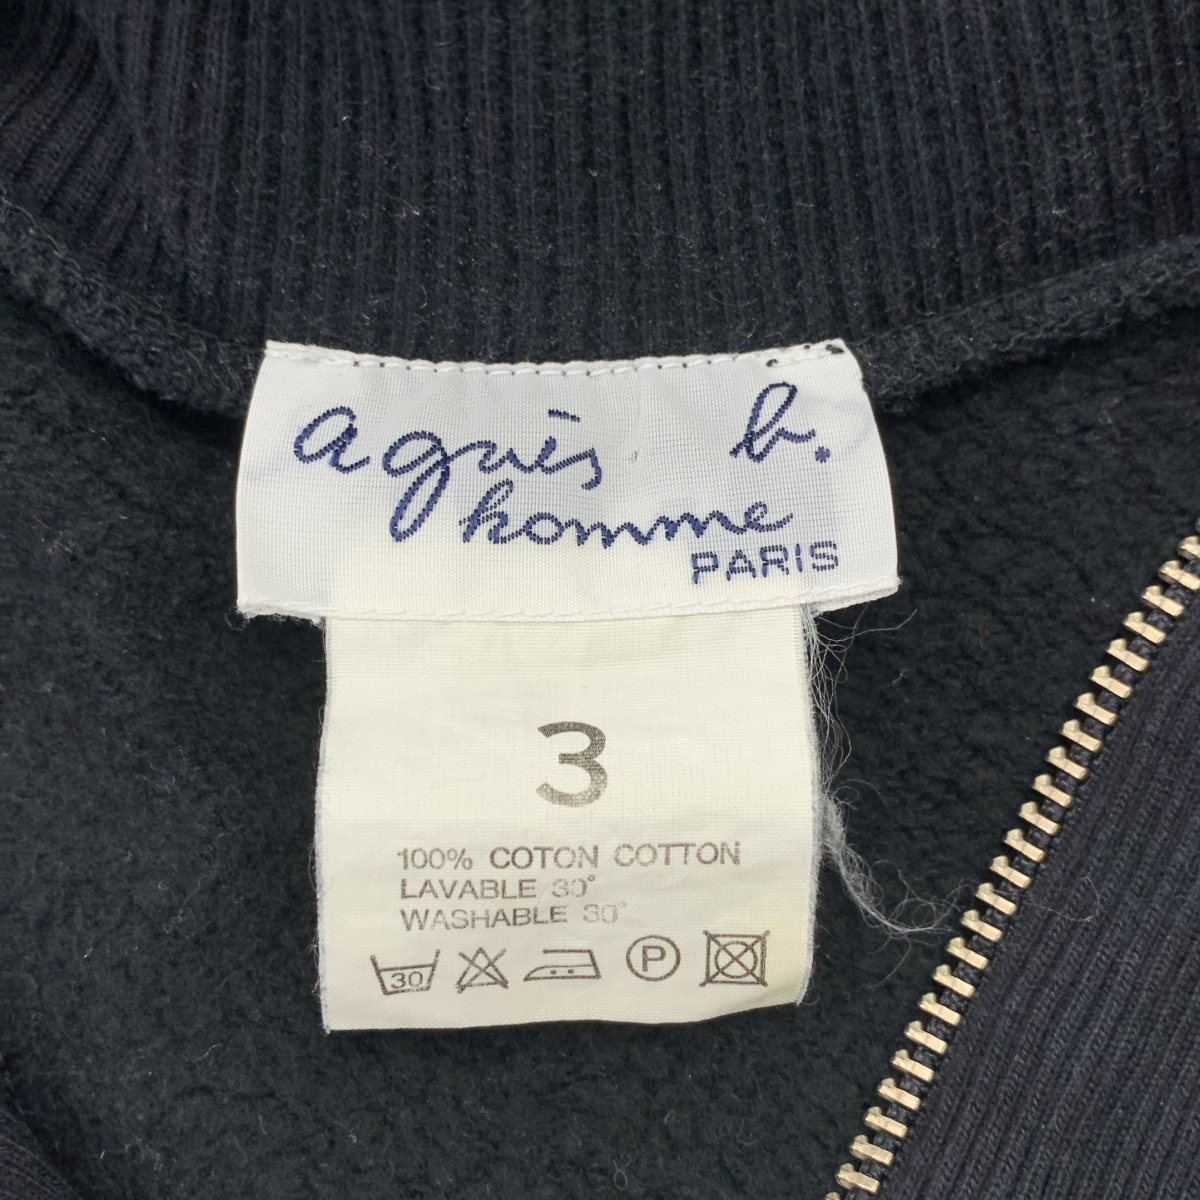 agnès b.
homme
PARIS
3
100% COTON COTTON
LAVABLE 30°
WASHABLE 30°
30 P